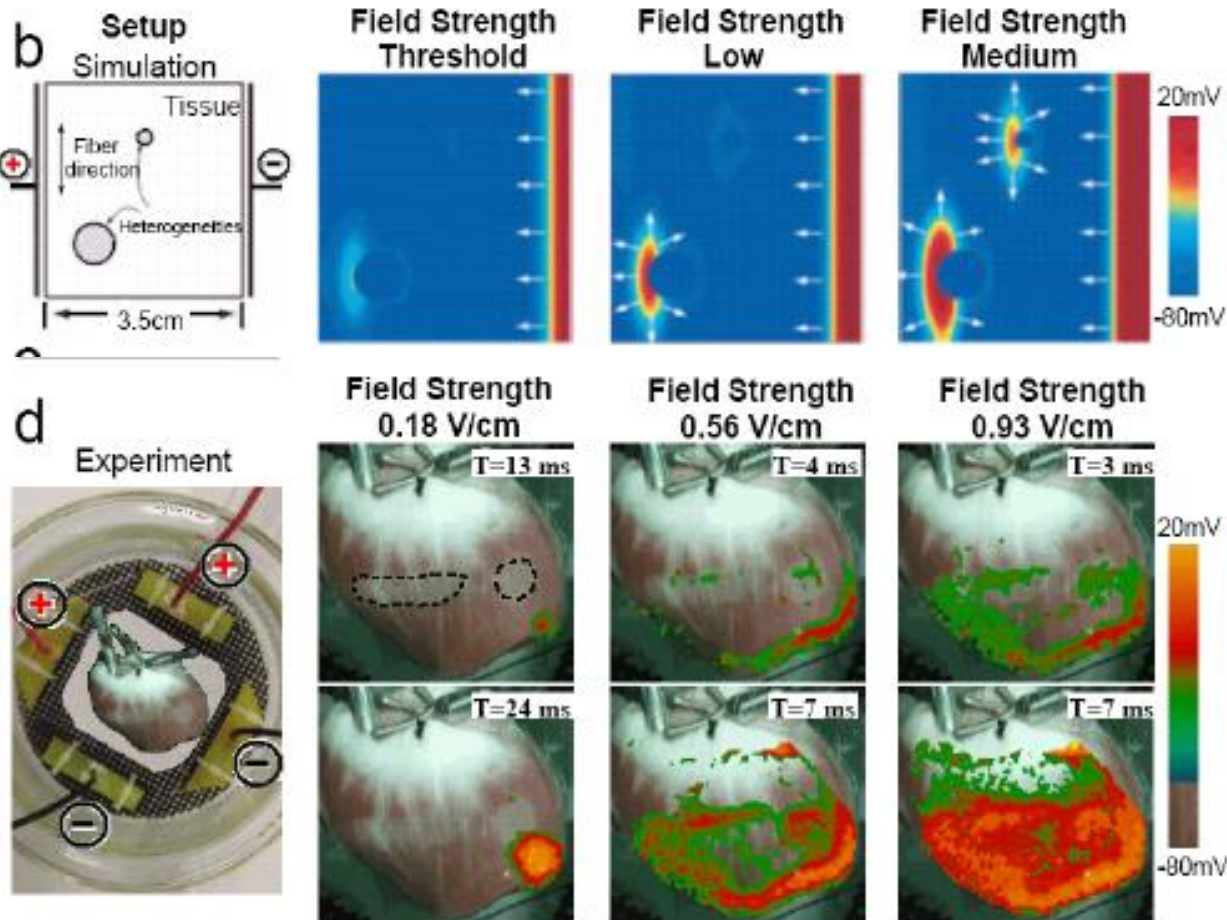 b
Setup
Simulation
Tissue
Fiber
direction
Heterogeneities
+
-
3.5cm
Field Strength
Threshold
Field Strength
Low
Field Strength
Medium
20mV
-80mV
d
Experiment
+
+
-
-
Field Strength
0.18 V/cm
T=13 ms
T=24 ms
Field Strength
0.56 V/cm
T=4 ms
T=7 ms
Field Strength
0.93 V/cm
T=3 ms
T=7 ms
20mV
-80mV